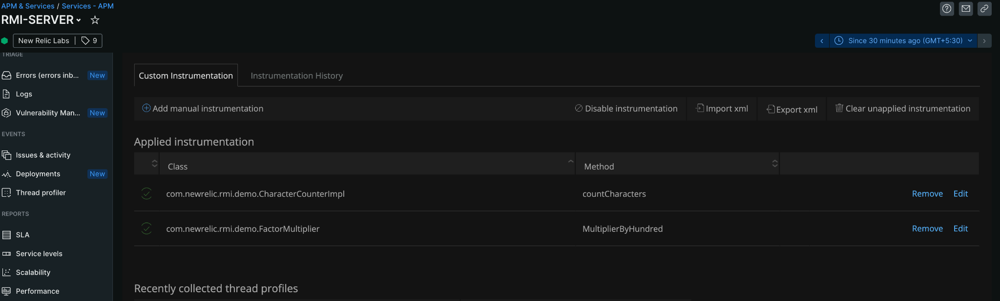 APM & Services / Services - APM
RMI-SERVER
New Relic Labs | 9
Since 30 minutes ago (GMT+5:30)
TRIAGE
Errors (errors inb... New
Logs
Vulnerability Man... New
EVENTS
Issues & activity
Deployments New
Thread profiler
REPORTS
SLA
Service levels
Scalability
Performance
Custom Instrumentation Instrumentation History
Add manual instrumentation Disable instrumentation Import xml Export xml Clear unapplied instrumentation
Applied instrumentation
Class Method
com.newrelic.rmi.demo.CharacterCounterImpl countCharacters Remove Edit
com.newrelic.rmi.demo.FactorMultiplier MultiplierByHundred Remove Edit
Recently collected thread profiles